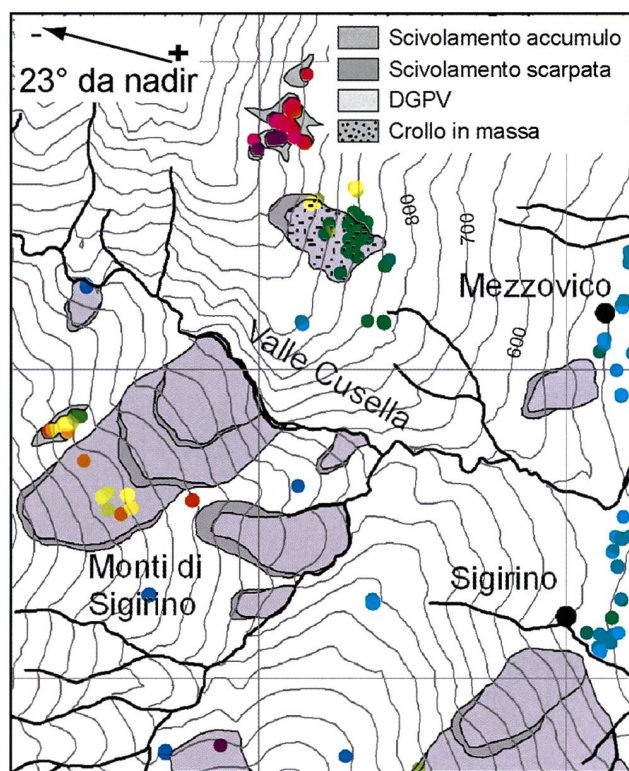 - +
23° da nadir
Scivolamento accumulo
Scivolamento scarpata
DGPV
Crollo in massa
800
700
Mezzovico
600
Valle Cusella
Monti di
Sigirino
Sigirino